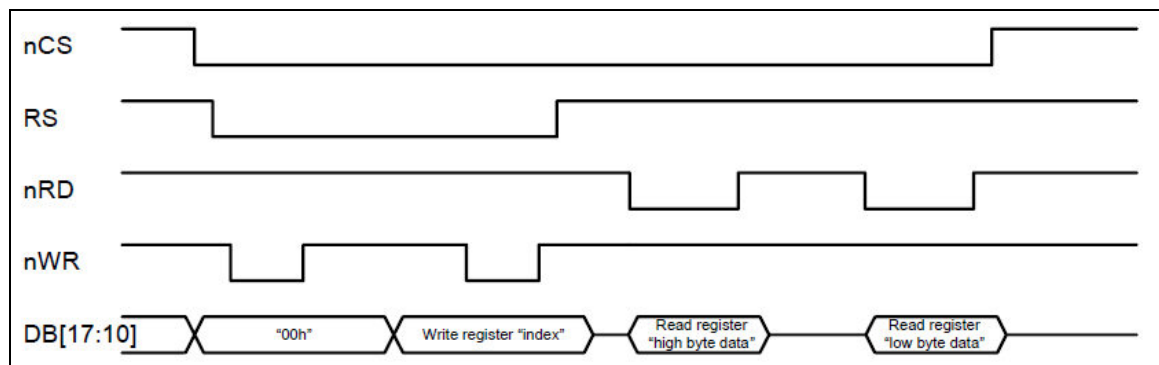 nCS
RS
nRD
nWR
DB[17:10]
“00h”
Write register “index”
Read register
“high byte data”
Read register
“low byte data”